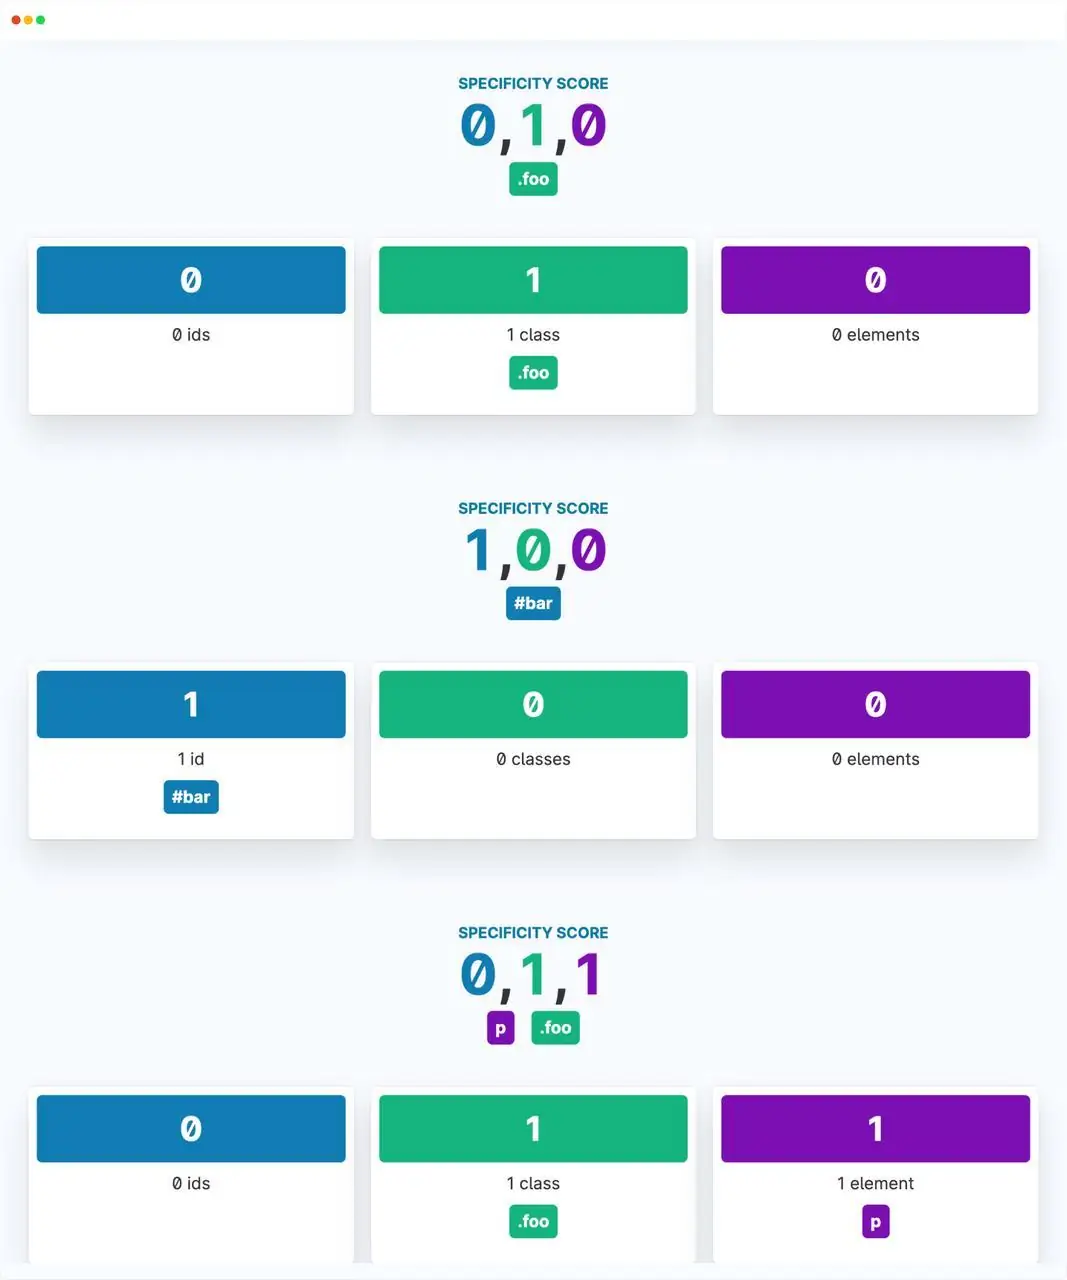 SPECIFICITY SCORE
0,1,0
.foo
0 1 0
0 ids 1 class 0 elements
.foo
SPECIFICITY SCORE
1,0,0
#bar
1 0 0
1 id 0 classes 0 elements
#bar
SPECIFICITY SCORE
0,1,1
p .foo
0 1 1
0 ids 1 class 1 element
.foo p